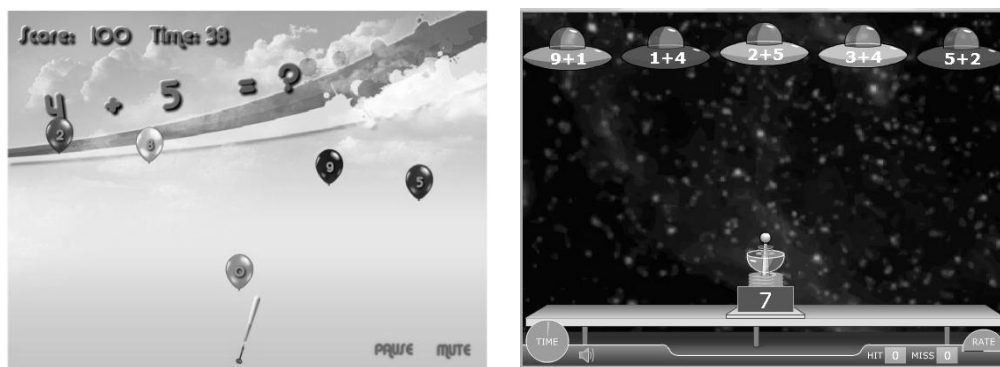 Score: 100 Time: 38
4 + 5 = ?
2
8
9
5
0
PAUSE MUTE
9+1 1+4 2+5 3+4 5+2
7
TIME
HIT 0 MISS 0
RATE